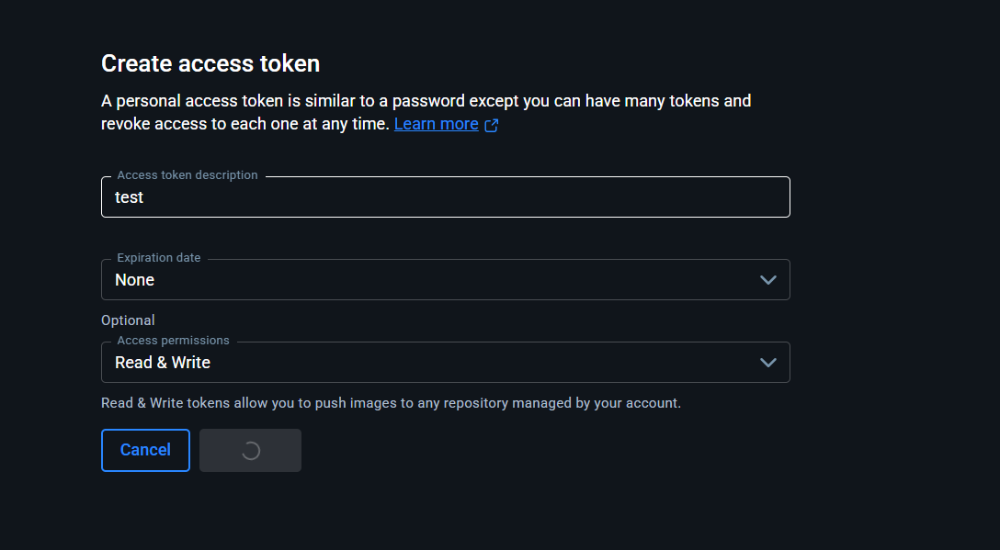 Create access token
A personal access token is similar to a password except you can have many tokens and
revoke access to each one at any time. Learn more
Access token description
test
Expiration date
None
Optional
Access permissions
Read & Write
Read & Write tokens allow you to push images to any repository managed by your account.
Cancel